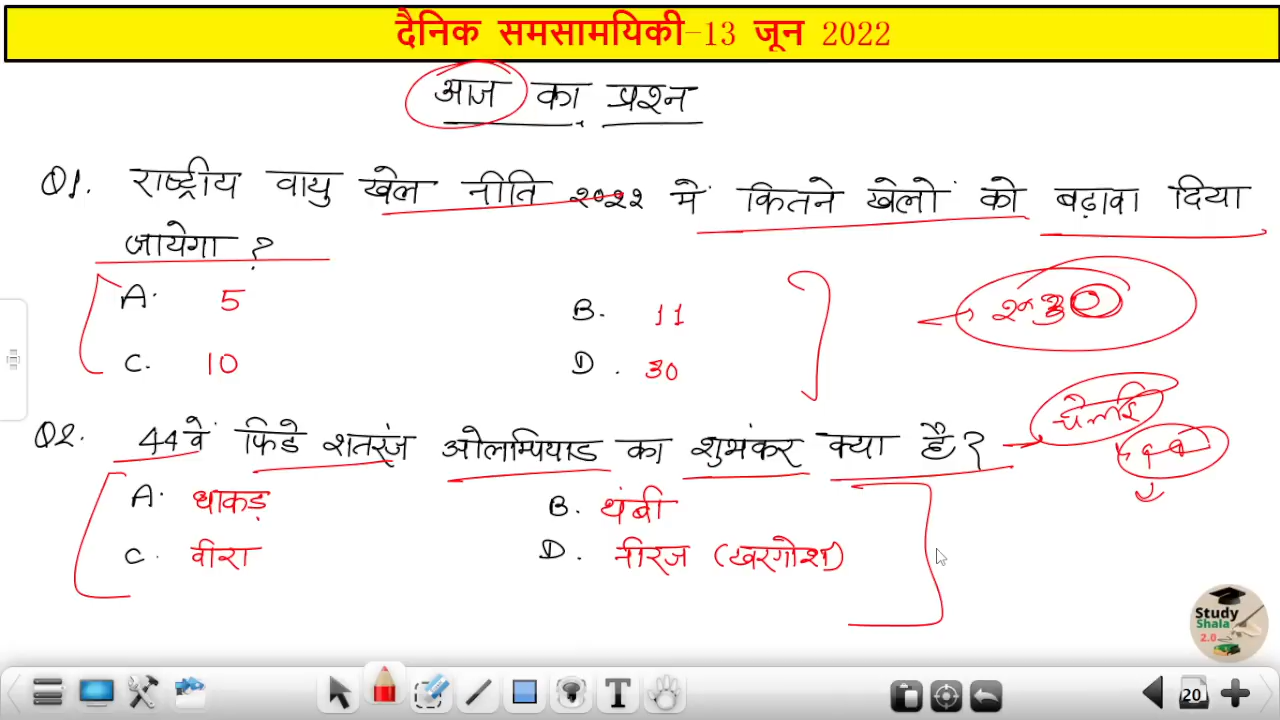 दैनिक समसामयिकी-13 जून 2022
आज का प्रश्न
Q1. राष्ट्रीय वायु खेल नीति २०२२ में कितने खेलों को बढ़ावा दिया
जायेगा ?
A. 5 B. 11
C. 10 D. 30
Q2. 44वें फिडे शतरंज ओलम्पियाड का शुभंकर क्या है ?
A. धाकड़ B. थंबी
C. वीरा D. नीरज (खरगोश)
Study
Shala
2.0
20